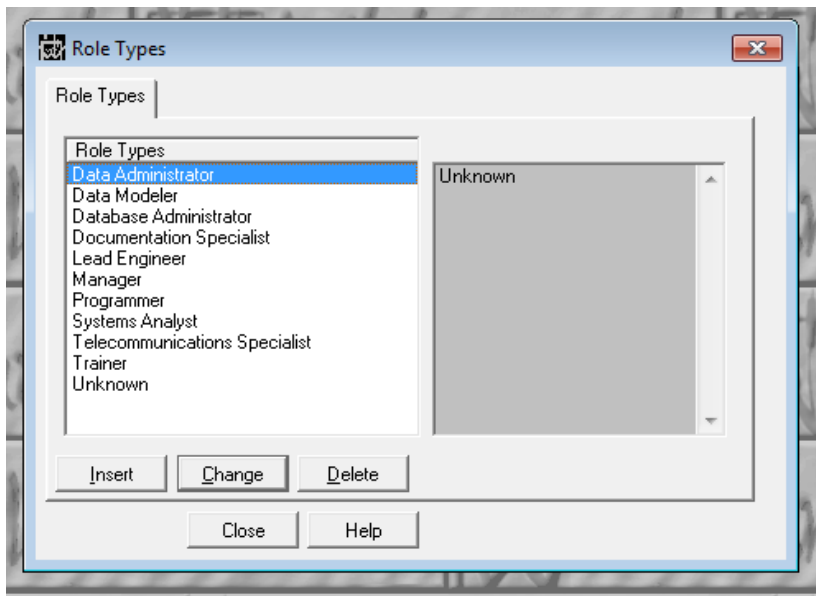 Role Types
Role Types
Role Types
Data Administrator
Data Modeler
Database Administrator
Documentation Specialist
Lead Engineer
Manager
Programmer
Systems Analyst
Telecommunications Specialist
Trainer
Unknown
Unknown
Insert Change Delete
Close Help